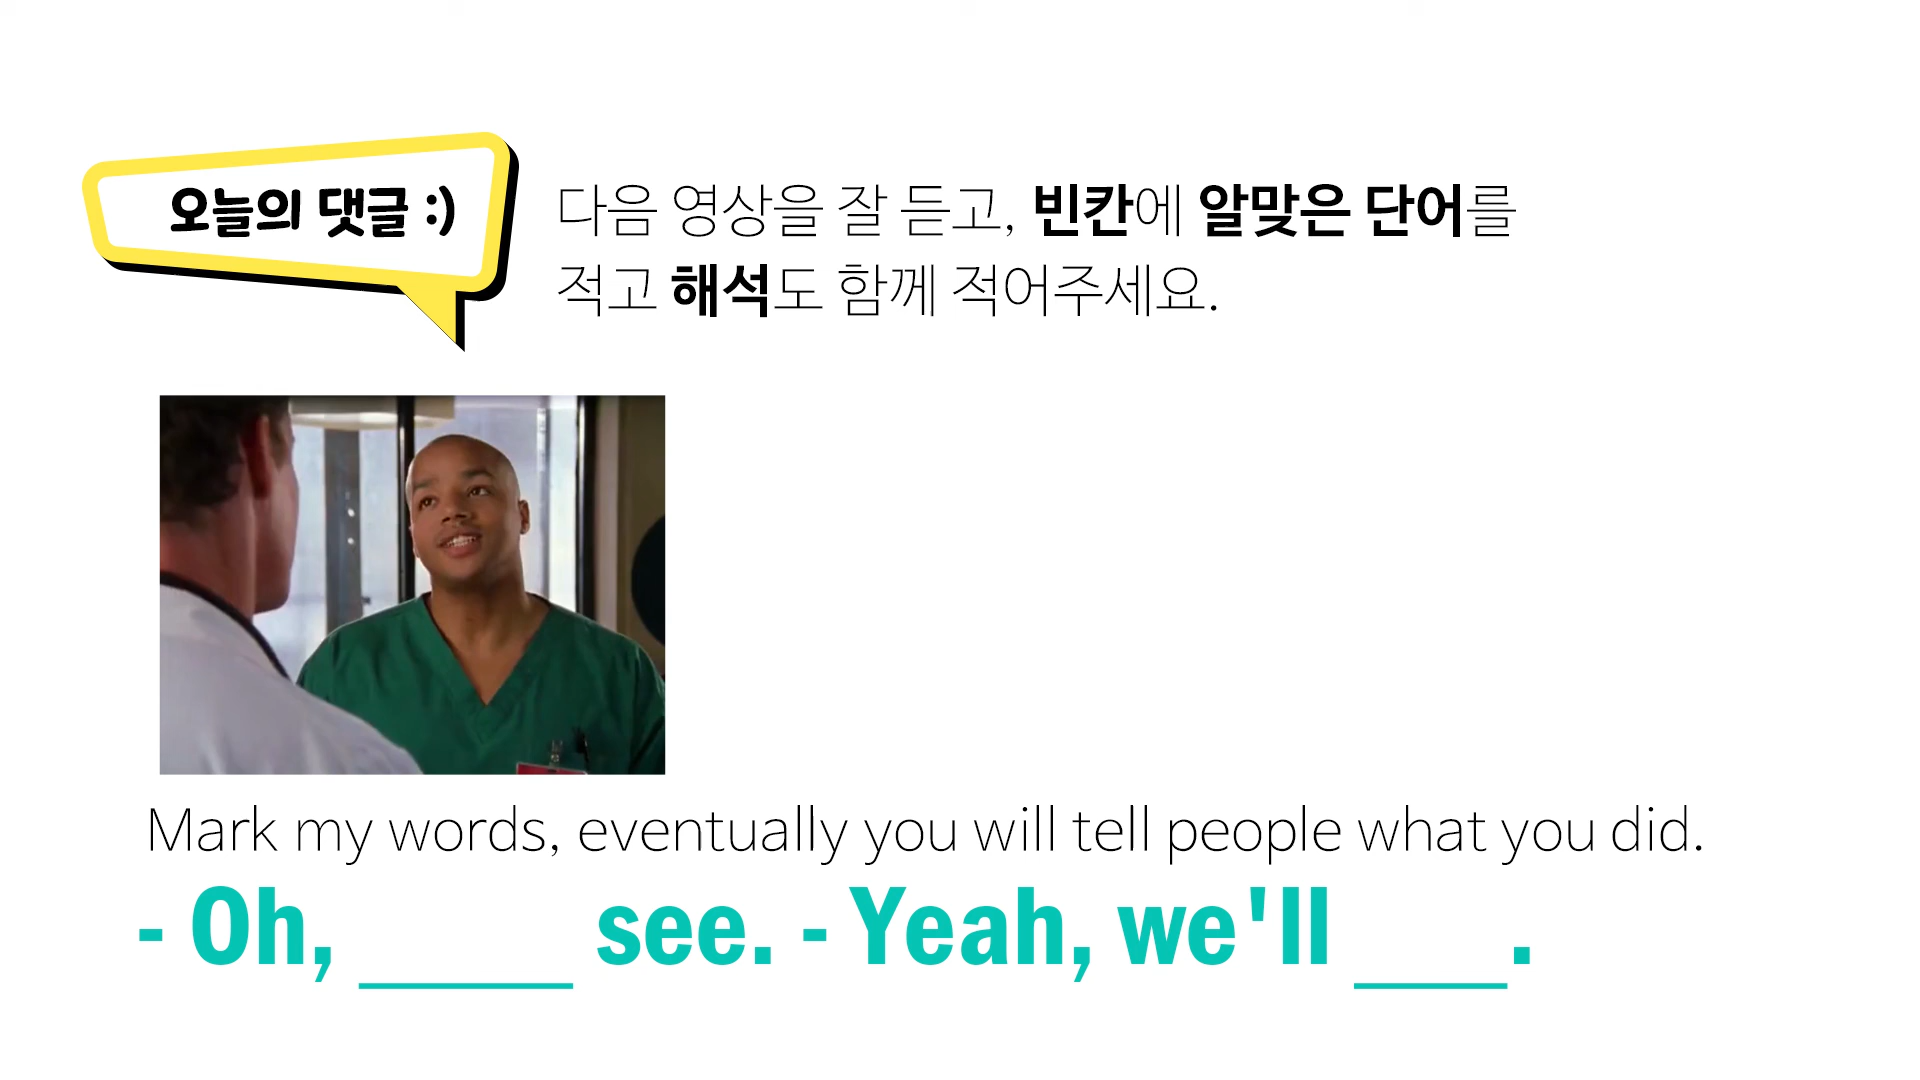 오늘의 댓글 :)
다음 영상을 잘 듣고, 빈칸에 알맞은 단어를
적고 해석도 함께 적어주세요.
Mark my words, eventually you will tell people what you did.
- Oh, ____ see. - Yeah, we'll ___.